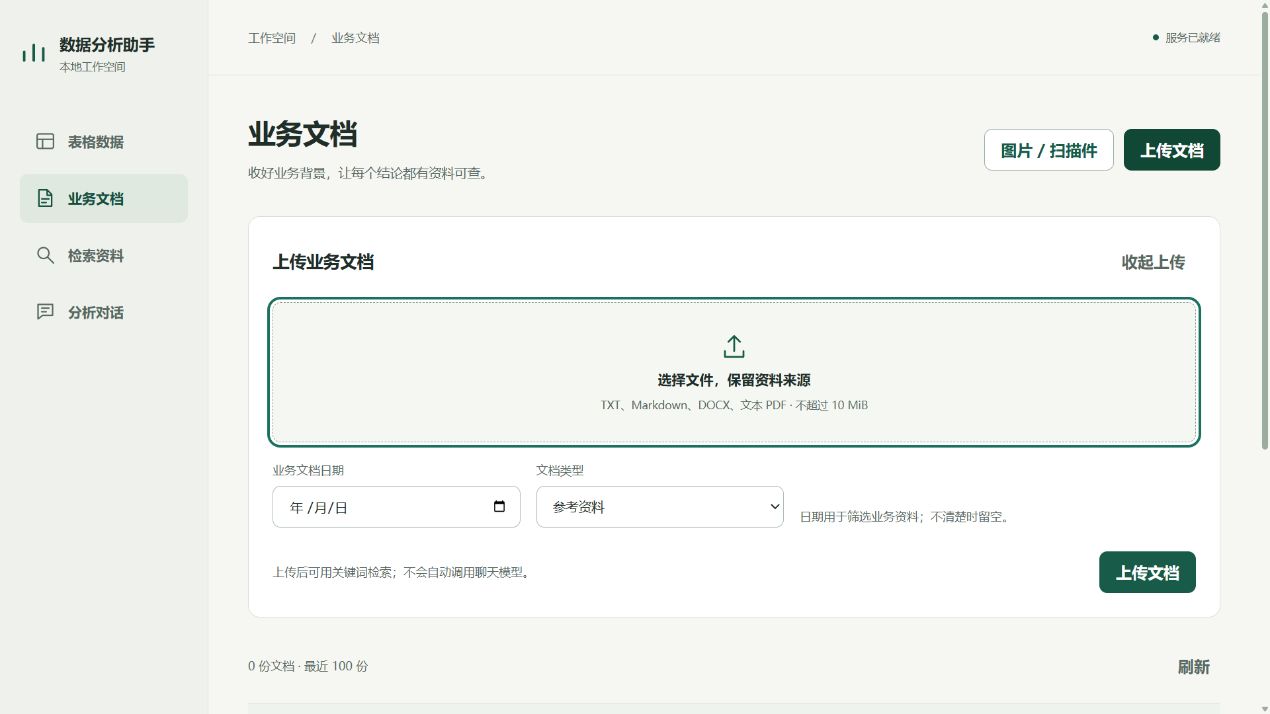 数据分析助手
本地工作空间
表格数据
业务文档
检索资料
分析对话
工作空间 / 业务文档
服务已就绪
业务文档
收好业务背景，让每个结论都有资料可查。
图片 / 扫描件
上传文档
上传业务文档
收起上传
选择文件，保留资料来源
TXT、Markdown、DOCX、文本 PDF · 不超过 10 MiB
业务文档日期
文档类型
年 /月/日
参考资料
日期用于筛选业务资料；不清楚时留空。
上传后可用关键词检索；不会自动调用聊天模型。
上传文档
0 份文档 · 最近 100 份
刷新